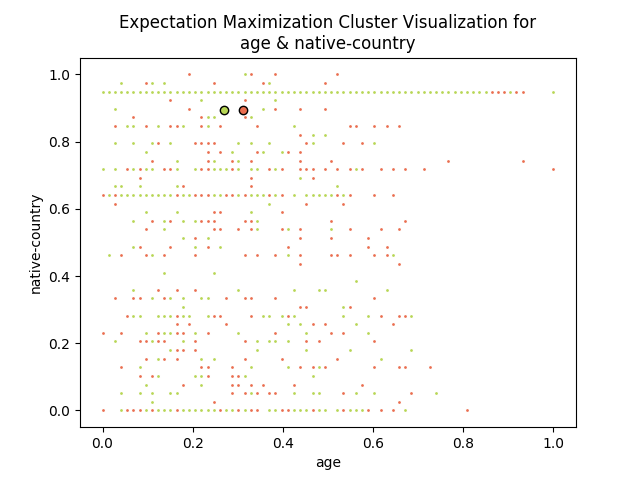 Expectation Maximization Cluster Visualization for
age & native-country
1.0
0.8
0.6
0.4
0.2
0.0
native-country
0.0 0.2 0.4 0.6 0.8 1.0
age